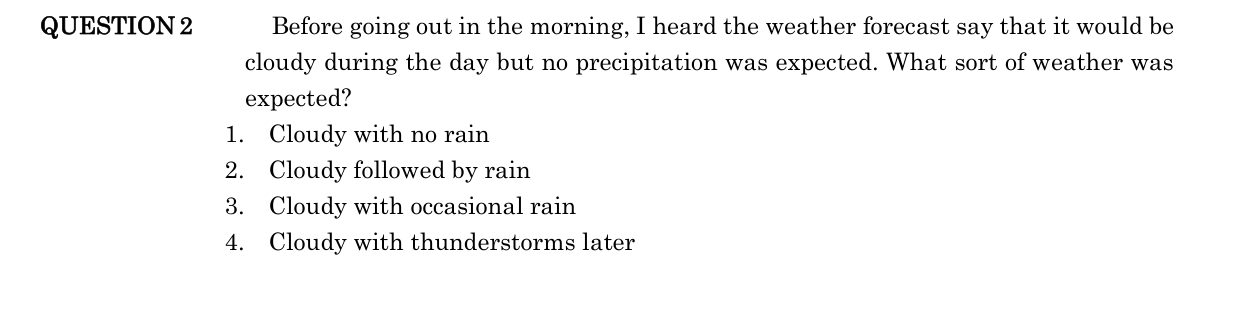 QUESTION 2 Before going out in the morning, I heard the weather forecast say that it would be
cloudy during the day but no precipitation was expected. What sort of weather was
expected?
1. Cloudy with no rain
2. Cloudy followed by rain
3. Cloudy with occasional rain
4. Cloudy with thunderstorms later